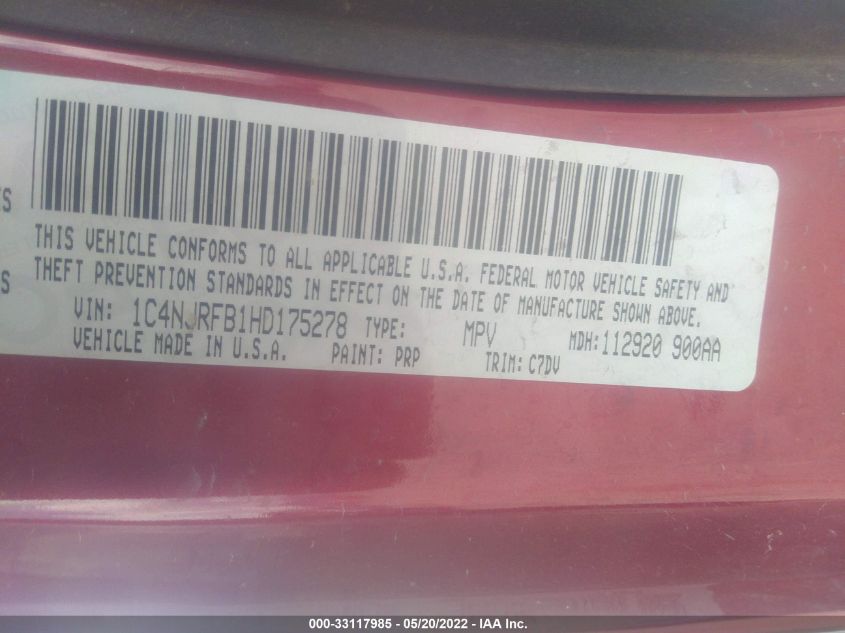 TS
S
THIS VEHICLE CONFORMS TO ALL APPLICABLE U.S.A. FEDERAL MOTOR VEHICLE SAFETY AND
THEFT PREVENTION STANDARDS IN EFFECT ON THE DATE OF MANUFACTURE SHOWN ABOVE.
VIN: 1C4NJRFB1HD175278 TYPE: MPV MDH:112920 900AA
VEHICLE MADE IN U.S.A. PAINT: PRP TRIM: C7DV
000-33117985 - 05/20/2022 - IAA Inc.